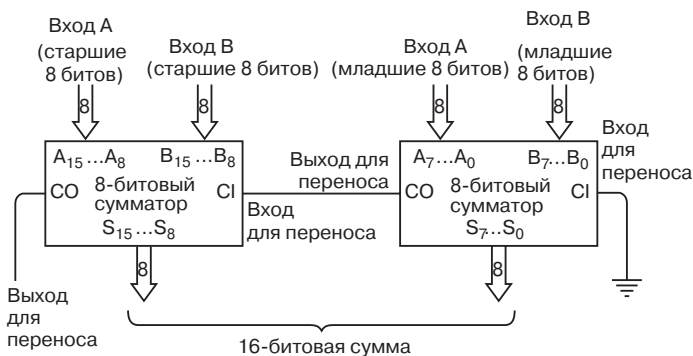 Вход А
(старшие
8 битов)
Вход В
(старшие 8 битов)
Вход А
(младшие 8 битов)
Вход В
(младшие
8 битов)
8
8
8
8
A15...A8
B15...B8
CO
8-битовый
сумматор
CI
S15...S8
Выход для
переноса
Вход
для переноса
A7...A0
B7...B0
CO
8-битовый
сумматор
CI
S7...S0
Вход
для
переноса
8
8
Выход
для
переноса
16-битовая сумма